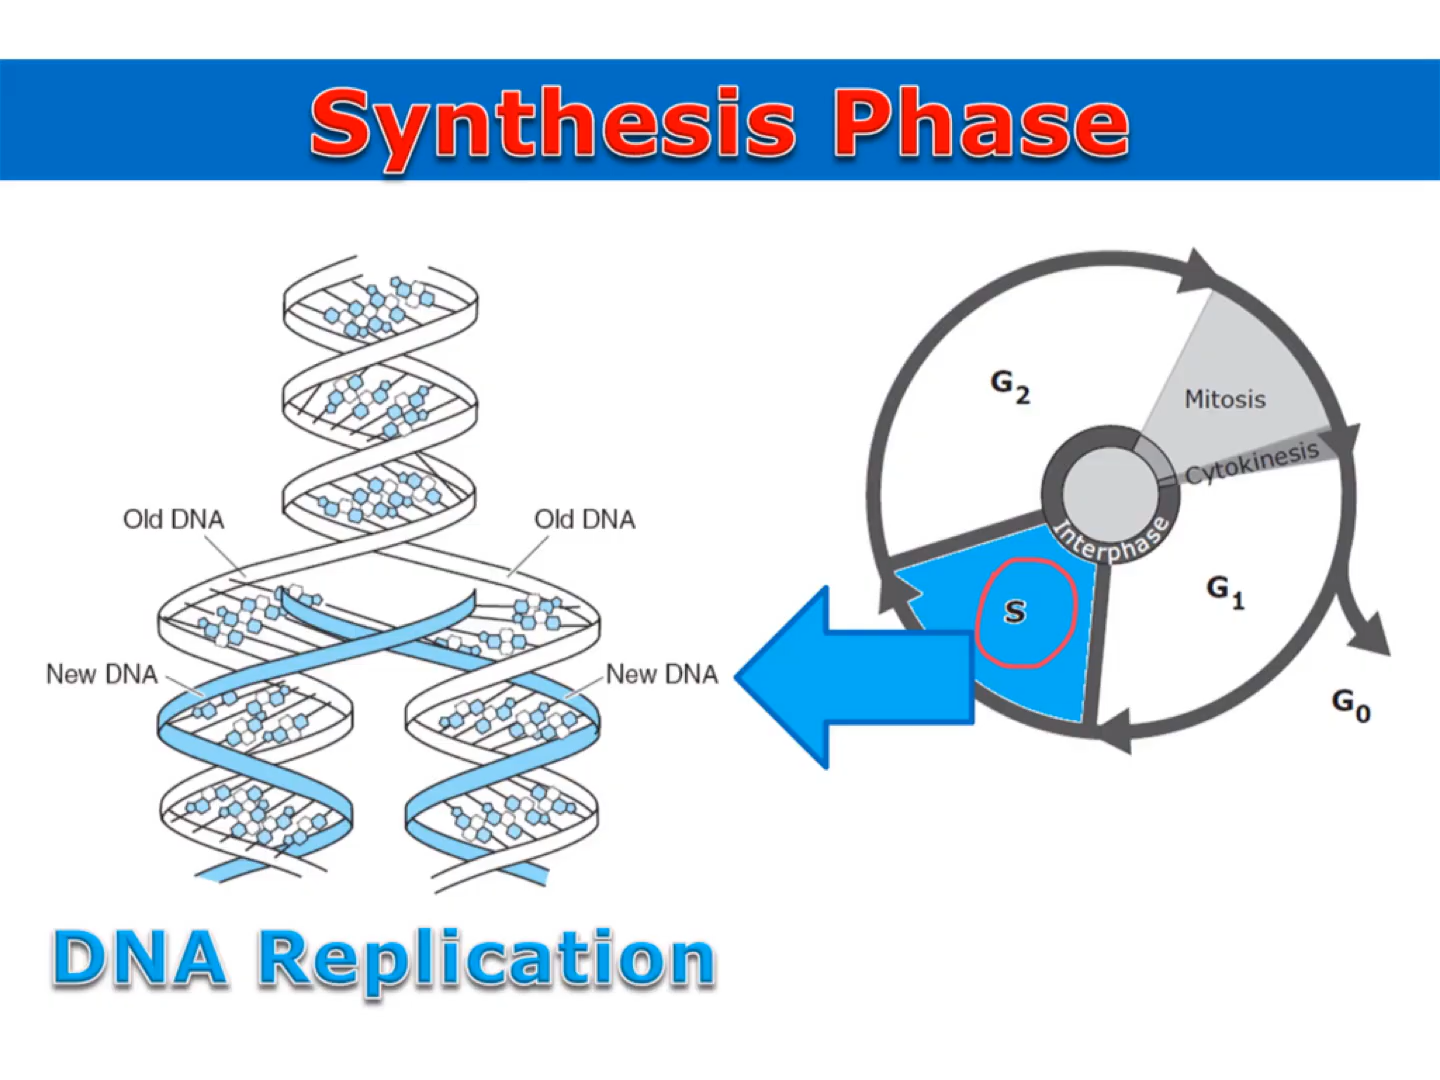 Synthesis Phase
Old DNA
Old DNA
New DNA
New DNA
DNA Replication
G2
Mitosis
Cytokinesis
Interphase
S
G1
G0